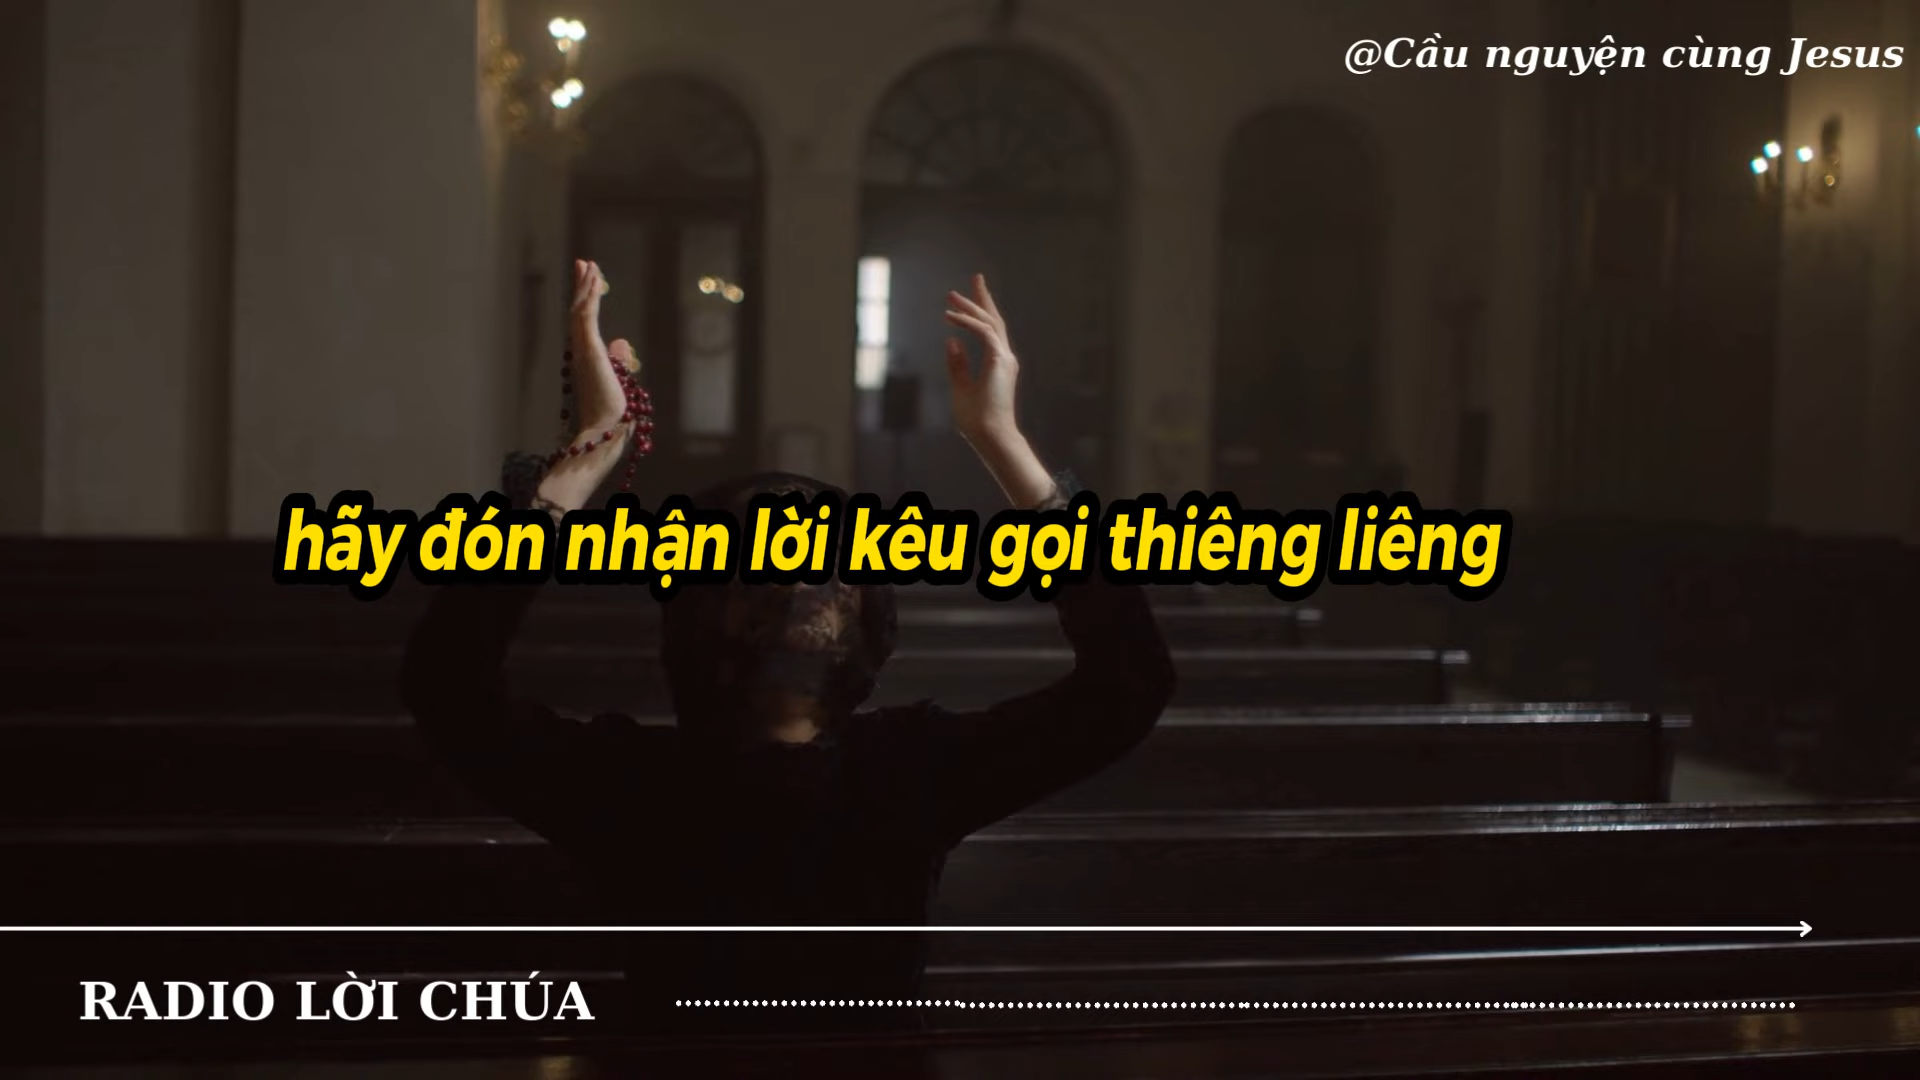 @Cầu nguyện cùng Jesus
hãy đón nhận lời kêu gọi thiêng liêng
RADIO LỜI CHÚA